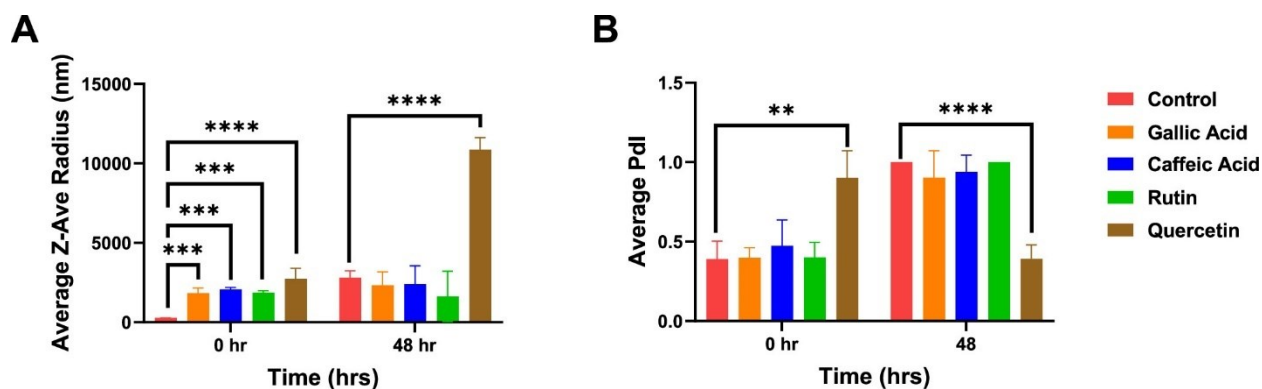 A
Average Z-Ave Radius (nm)
15000
10000
5000
0
****
***
***
***
****
0 hr
48 hr
Time (hrs)
B
Average PdI
1.5
1.0
0.5
0.0
**
****
0 hr
48
Time (hrs)
Control
Gallic Acid
Caffeic Acid
Rutin
Quercetin